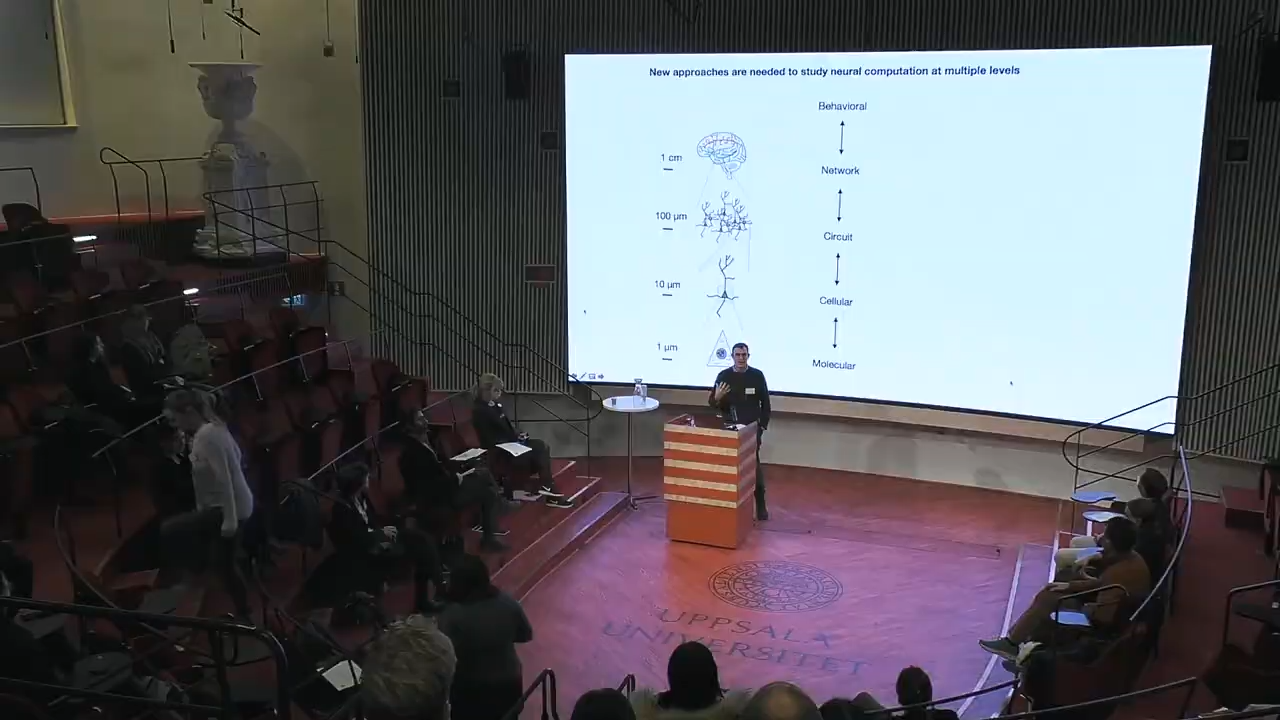 New approaches are needed to study neural computation at multiple levels
Behavioral
1 cm
Network
100 µm
Circuit
10 µm
Cellular
1 µm
Molecular
UPPSALA
UNIVERSITET